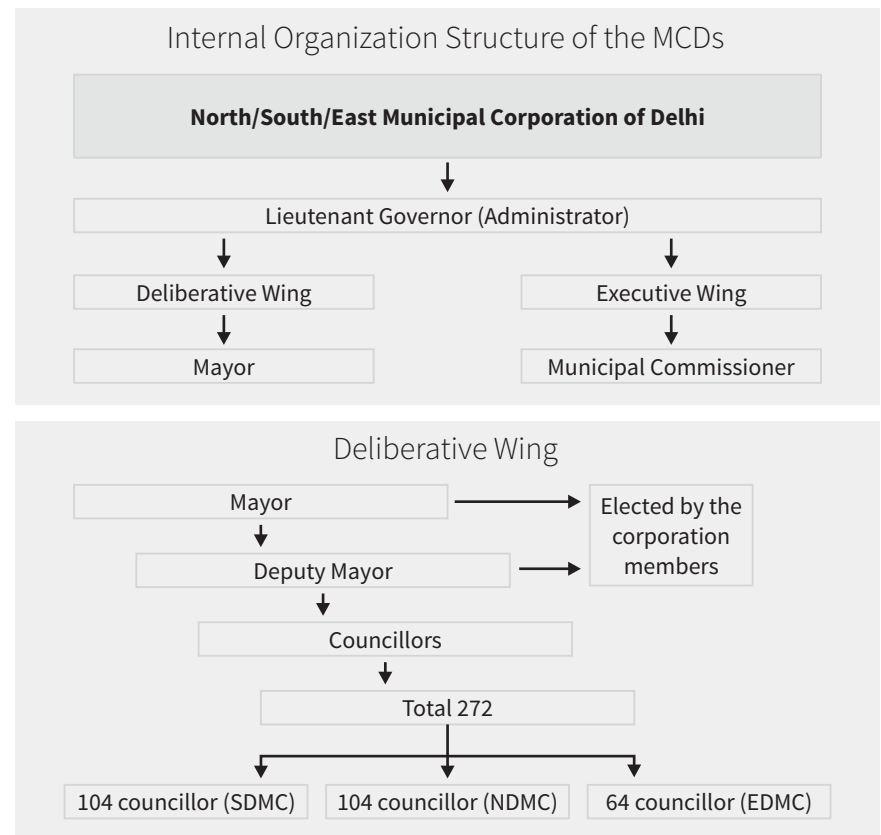 Internal Organization Structure of the MCDs
North/South/East Municipal Corporation of Delhi
Lieutenant Governor (Administrator)
Deliberative Wing
Executive Wing
Mayor
Municipal Commissioner
Deliberative Wing
Mayor
Elected by the
corporation
members
Deputy Mayor
Councillors
Total 272
104 councillor (SDMC)
104 councillor (NDMC)
64 councillor (EDMC)